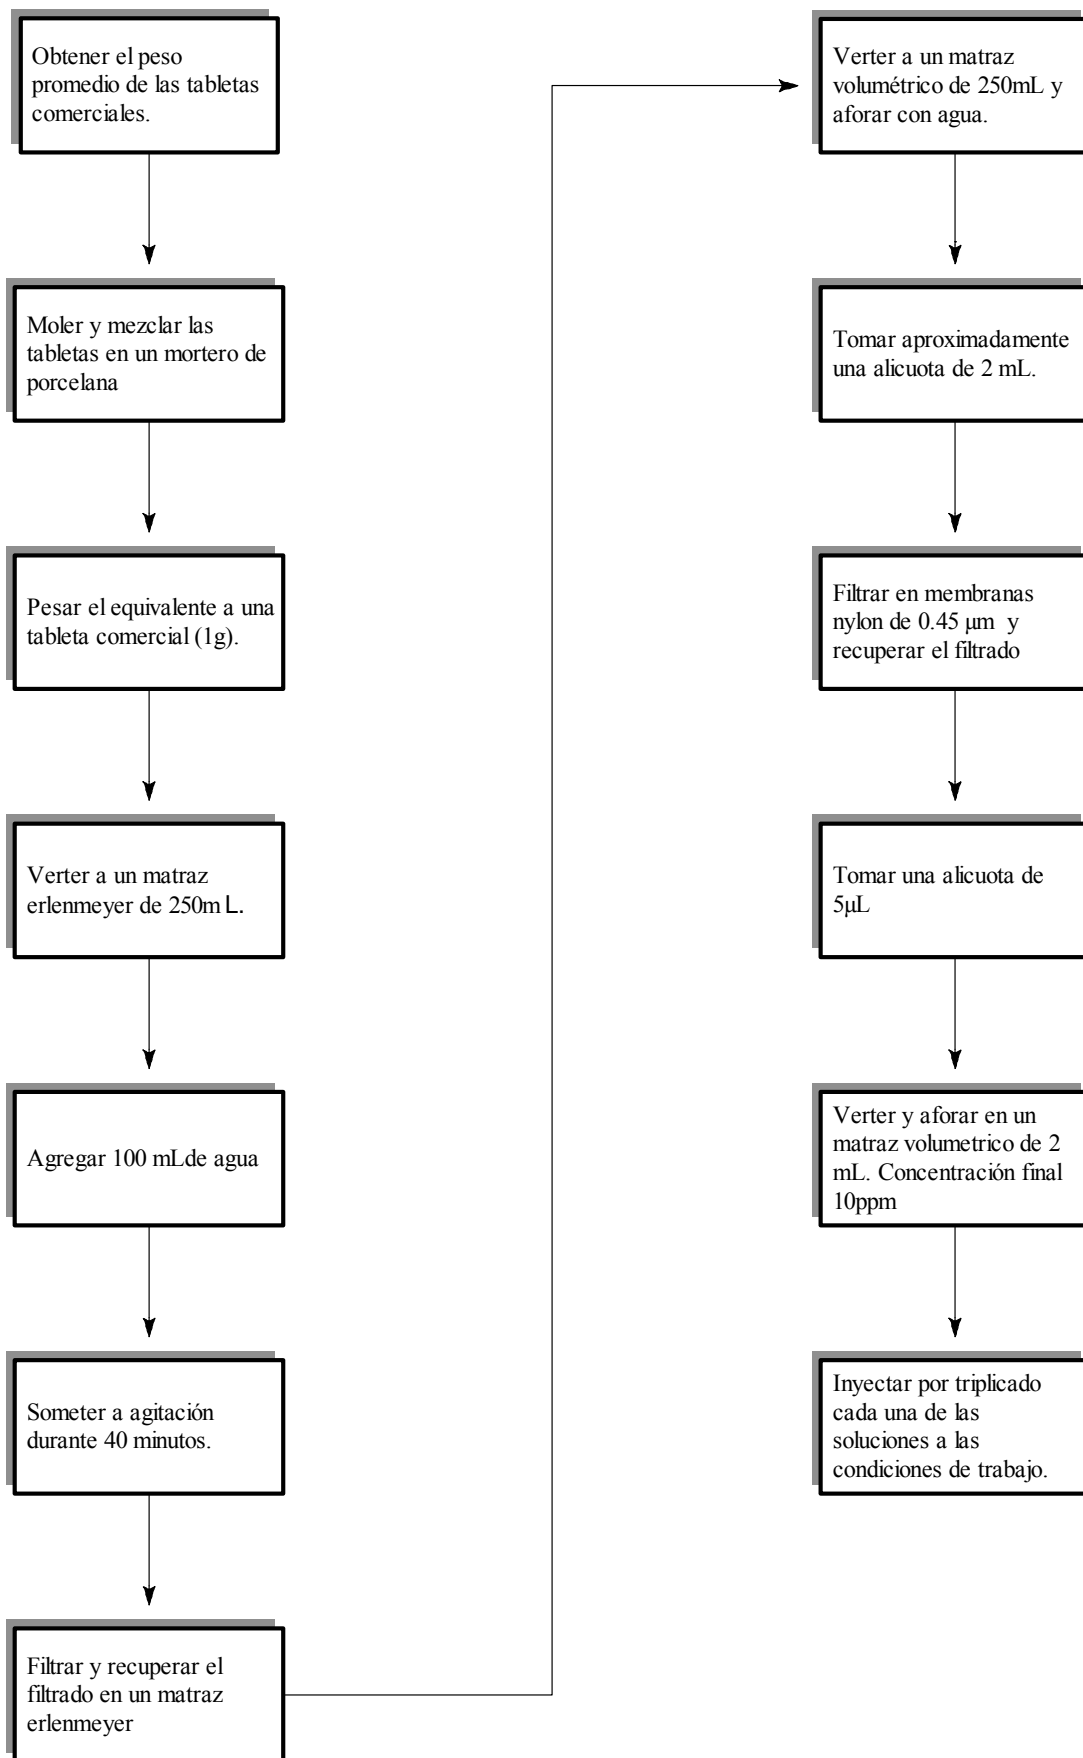 Obtener el peso
promedio de las tabletas
comerciales.
Moler y mezclar las
tabletas en un mortero de
porcelana
Pesar el equivalente a una
tableta comercial (1g).
Verter a un matraz
erlenmeyer de 250mL.
Agregar 100 mLde agua
Someter a agitación
durante 40 minutos.
Filtrar y recuperar el
filtrado en un matraz
erlenmeyer
Verter a un matraz
volumétrico de 250mL y
aforar con agua.
Tomar aproximadamente
una alicuota de 2 mL.
Filtrar en membranas
nylon de 0.45 μm y
recuperar el filtrado
Tomar una alicuota de
5μL
Verter y aforar en un
matraz volumetrico de 2
mL. Concentración final
10ppm
Inyectar por triplicado
cada una de las
soluciones a las
condiciones de trabajo.